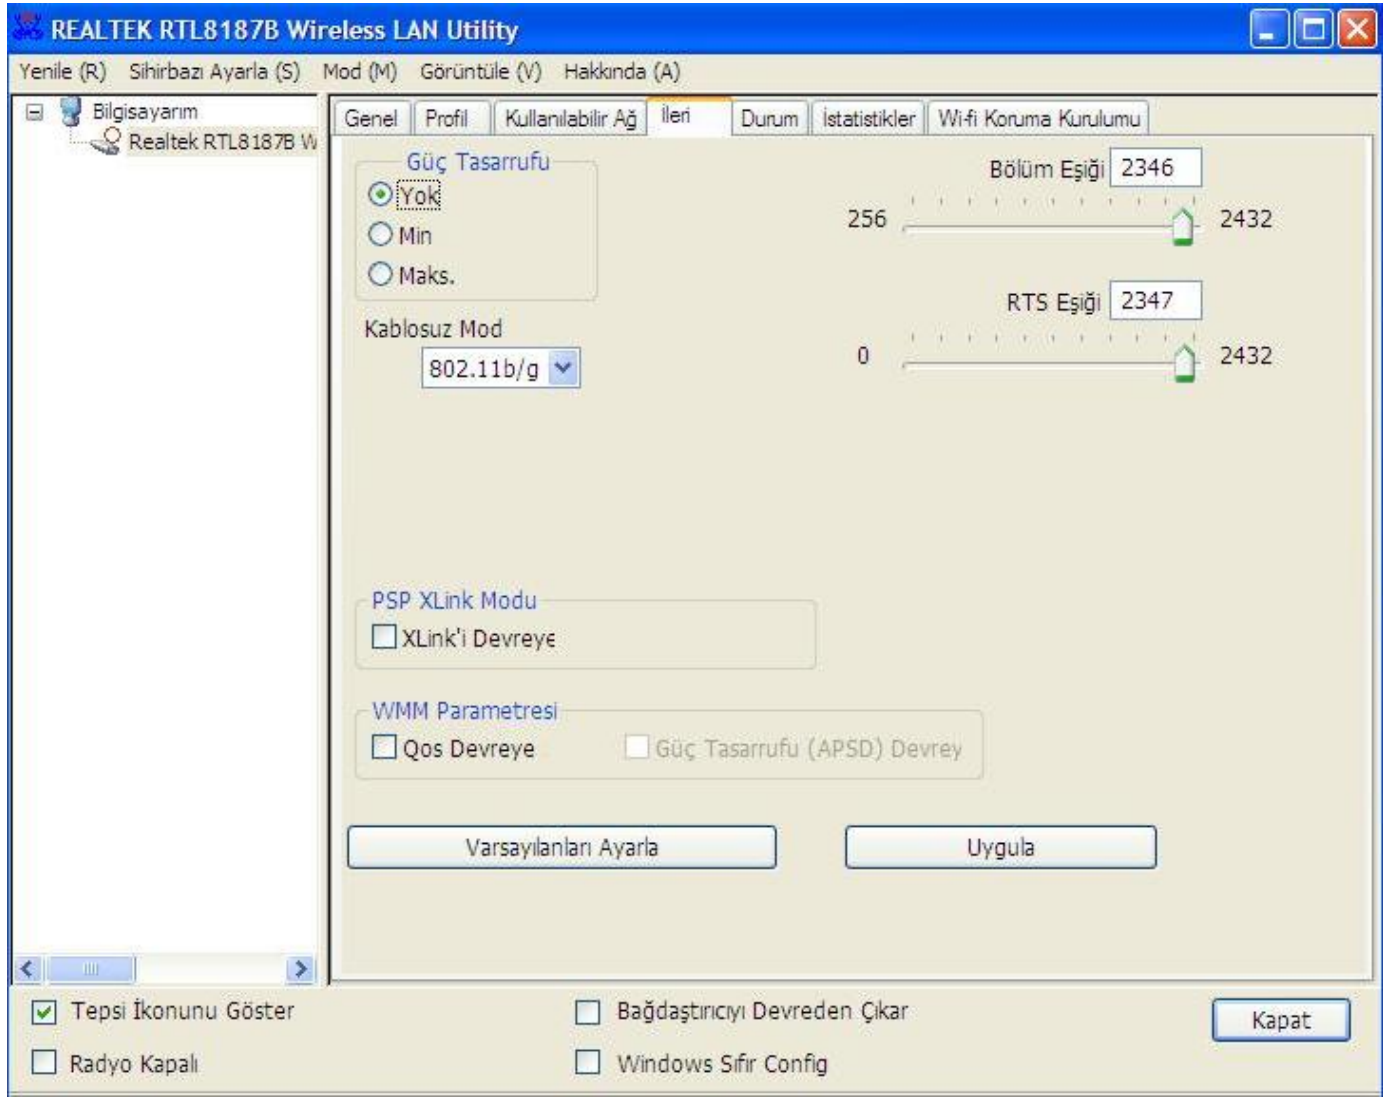 REALTEK RTL8187B Wireless LAN Utility
Yenile (R) Sihirbazı Ayarla (S) Mod (M) Görüntüle (V) Hakkında (A)
Bilgisayarım
Realtek RTL8187B W
Genel Profil Kullanılabilir Ağ İleri Durum İstatistikler Wi-fi Koruma Kurulumu
Güç Tasarrufu
Yok
Min
Maks.
Kablosuz Mod
802.11b/g
Bölüm Eşiği 2346
256 2432
RTS Eşiği 2347
0 2432
PSP XLink Modu
XLink'i Devreye
WMM Parametresi
Qos Devreye Güç Tasarrufu (APSD) Devrey
Varsayılanları Ayarla Uygula
Tepsi İkonunu Göster Bağdaştırıcıyı Devreden Çıkar Kapat
Radyo Kapalı Windows Sıfır Config